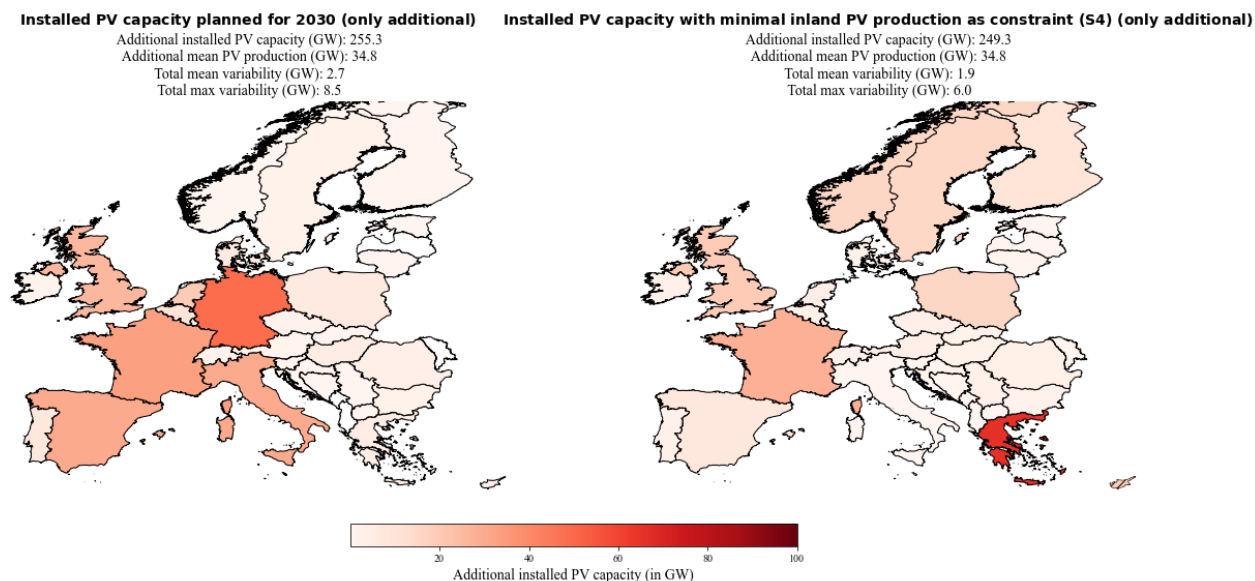 Installed PV capacity planned for 2030 (only additional)
Additional installed PV capacity (GW): 255.3
Additional mean PV production (GW): 34.8
Total mean variability (GW): 2.7
Total max variability (GW): 8.5
Installed PV capacity with minimal inland PV production as constraint (S4) (only additional)
Additional installed PV capacity (GW): 249.3
Additional mean PV production (GW): 34.8
Total mean variability (GW): 1.9
Total max variability (GW): 6.0
20 40 60 80 100
Additional installed PV capacity (in GW)